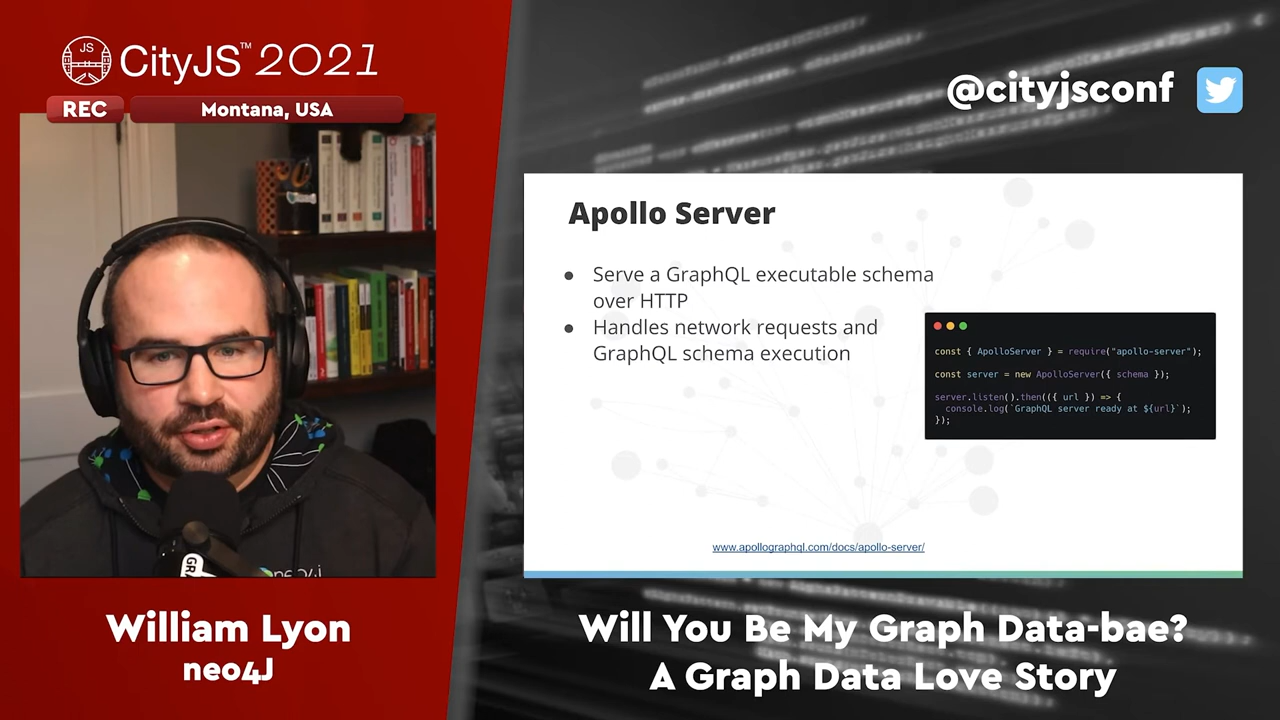 JS
CityJS™ 2021
REC
Montana, USA
@cityjsconf
Apollo Server
● Serve a GraphQL executable schema
over HTTP
● Handles network requests and
GraphQL schema execution
const { ApolloServer } = require("apollo-server");
const server = new ApolloServer({ schema });
server.listen().then(({ url }) => {
console.log(`GraphQL server ready at ${url}`);
});
www.apollographql.com/docs/apollo-server/
neo4j
William Lyon
neo4J
Will You Be My Graph Data-bae?
A Graph Data Love Story